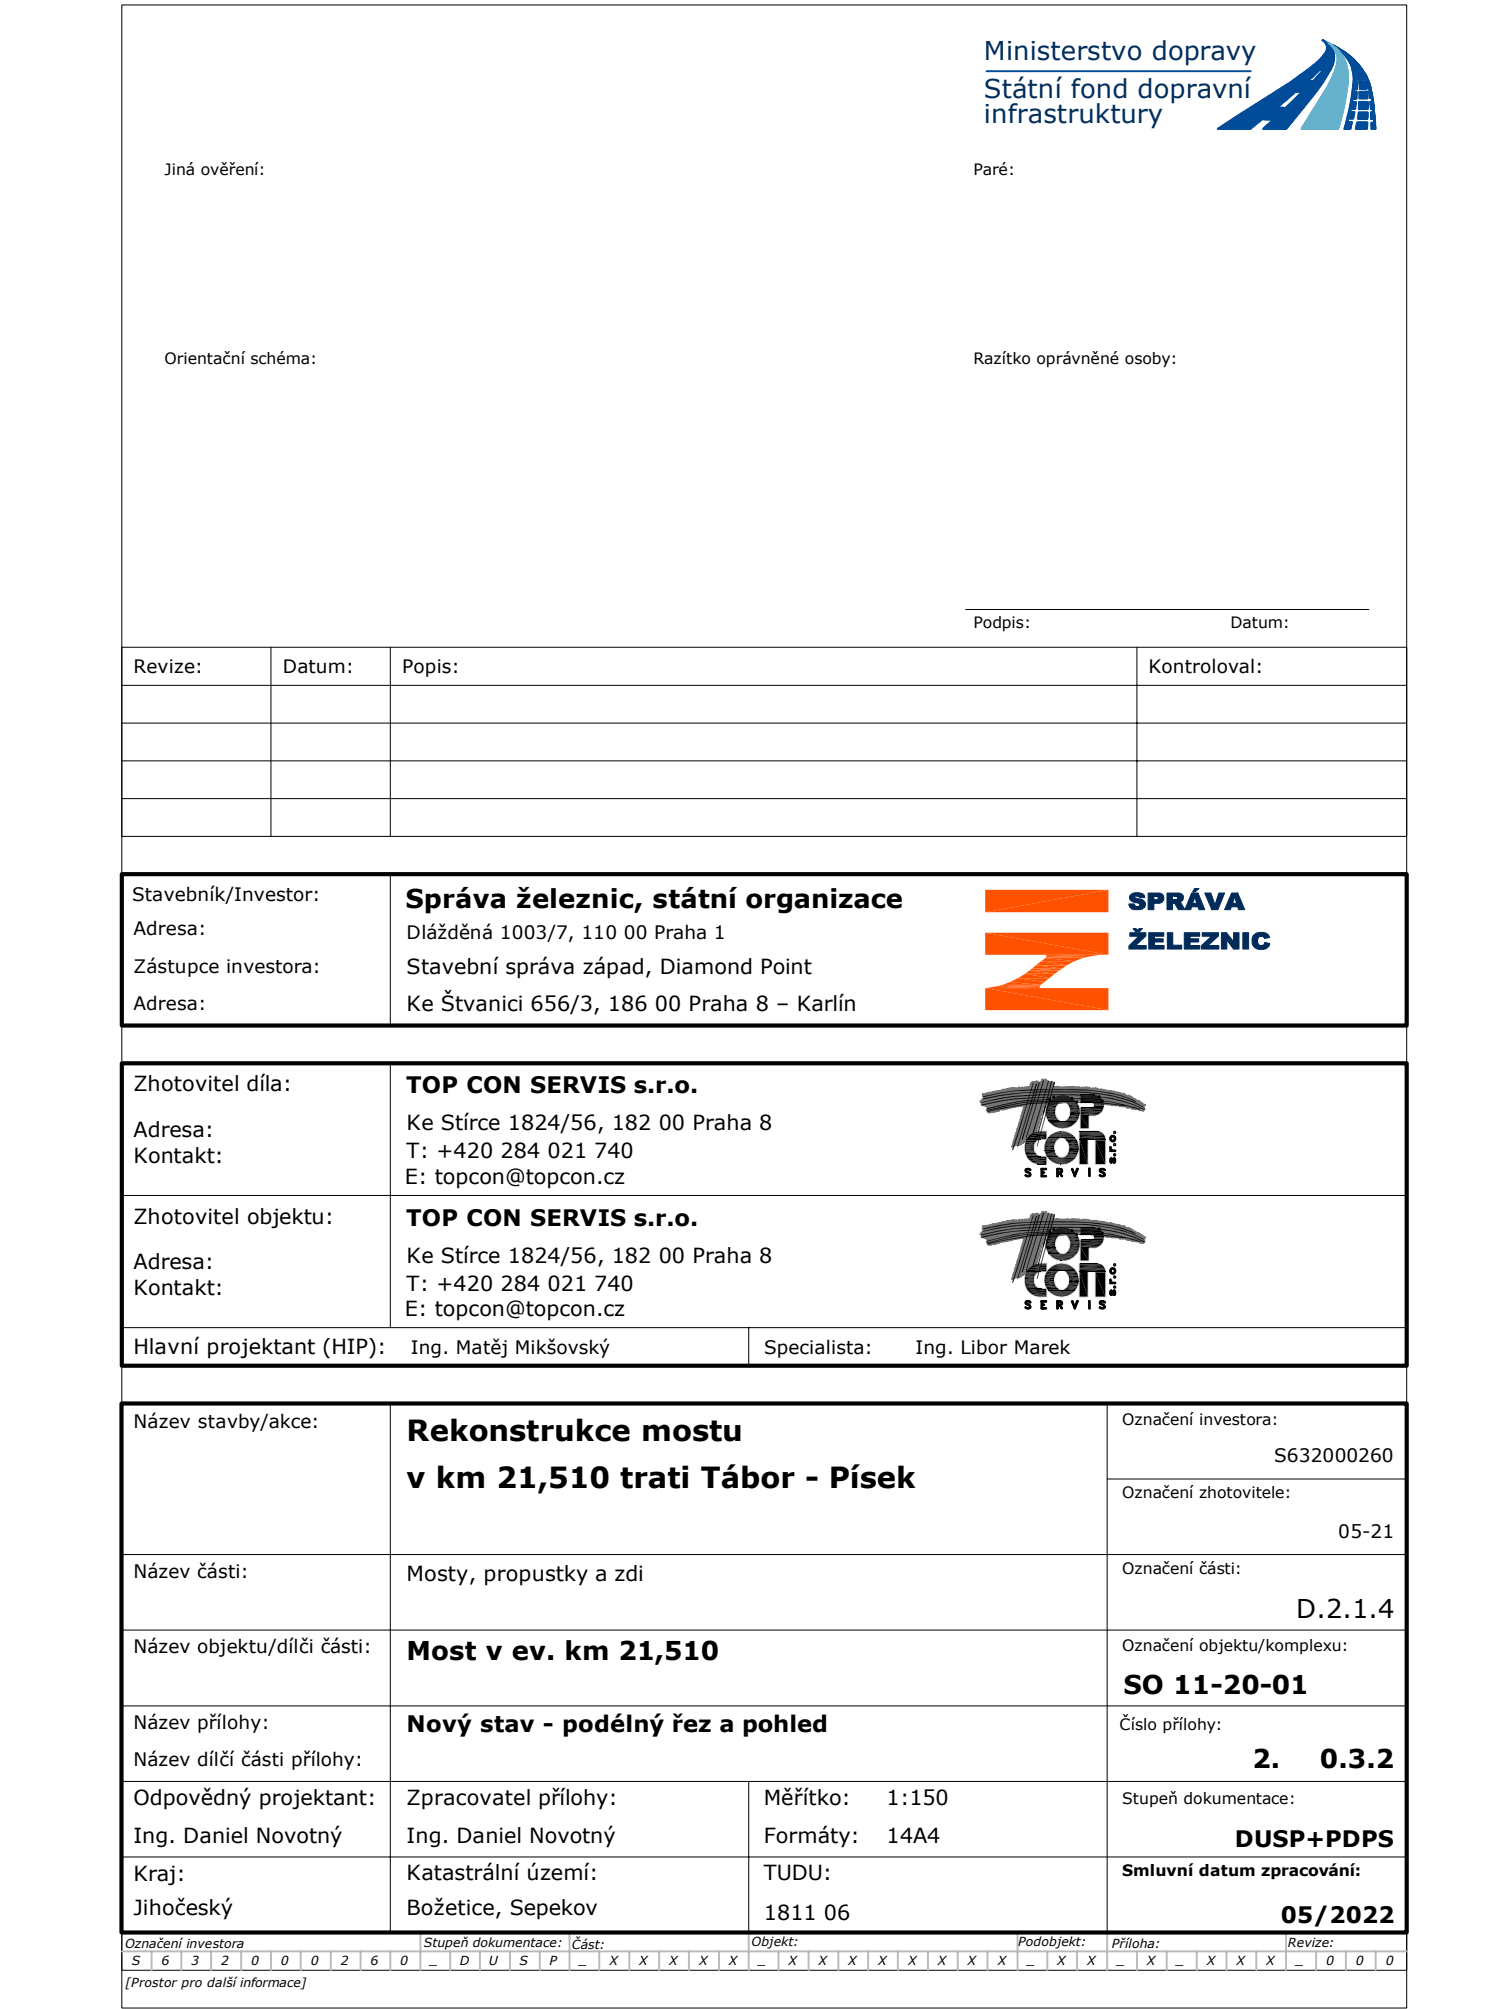 Ministerstvo dopravy
Státní fond dopravní
infrastruktury
Jiná ověření:
Paré:
Orientační schéma:
Razítko oprávněné osoby:
Podpis:
Datum:
Revize:
Datum:
Popis:
Kontroloval:
Stavebník/Investor:
Správa železnic, státní organizace
Adresa:
Dlážděná 1003/7, 110 00 Praha 1
Zástupce investora:
Stavební správa západ, Diamond Point
Adresa:
Ke Štvanici 656/3, 186 00 Praha 8 – Karlín
SPRÁVA
ŽELEZNIC
Zhotovitel díla:
TOP CON SERVIS s.r.o.
Adresa:
Ke Stírce 1824/56, 182 00 Praha 8
Kontakt:
T: +420 284 021 740
E: topcon@topcon.cz
TOP
CON s.r.o.
SERVIS
Zhotovitel objektu:
TOP CON SERVIS s.r.o.
Adresa:
Ke Stírce 1824/56, 182 00 Praha 8
Kontakt:
T: +420 284 021 740
E: topcon@topcon.cz
TOP
CON s.r.o.
SERVIS
Hlavní projektant (HIP):
Ing. Matěj Mikšovský
Specialista:
Ing. Libor Marek
Název stavby/akce:
Rekonstrukce mostu
v km 21,510 trati Tábor - Písek
Označení investora:
S632000260
Označení zhotovitele:
05-21
Název části:
Mosty, propustky a zdi
Označení části:
D.2.1.4
Název objektu/dílči části:
Most v ev. km 21,510
Označení objektu/komplexu:
SO 11-20-01
Název přílohy:
Nový stav - podélný řez a pohled
Název dílčí části přílohy:
Číslo přílohy:
2. 0.3.2
Odpovědný projektant:
Ing. Daniel Novotný
Zpracovatel přílohy:
Ing. Daniel Novotný
Měřítko: 1:150
Formáty: 14A4
Stupeň dokumentace:
DUSP+PDPS
Kraj:
Jihočeský
Katastrální území:
Božetice, Sepekov
TUDU:
1811 06
Smluvní datum zpracování:
05/2022
Označení investora
Stupeň dokumentace:
Část:
Objekt:
Podobjekt:
Příloha:
Revize:
S 6 3 2 0 0 0 2 6 0 _ D U S P _ X X X X X _ X X X X X X X X _ X X _ X _ X X X _ 0 0 0
[Prostor pro další informace]